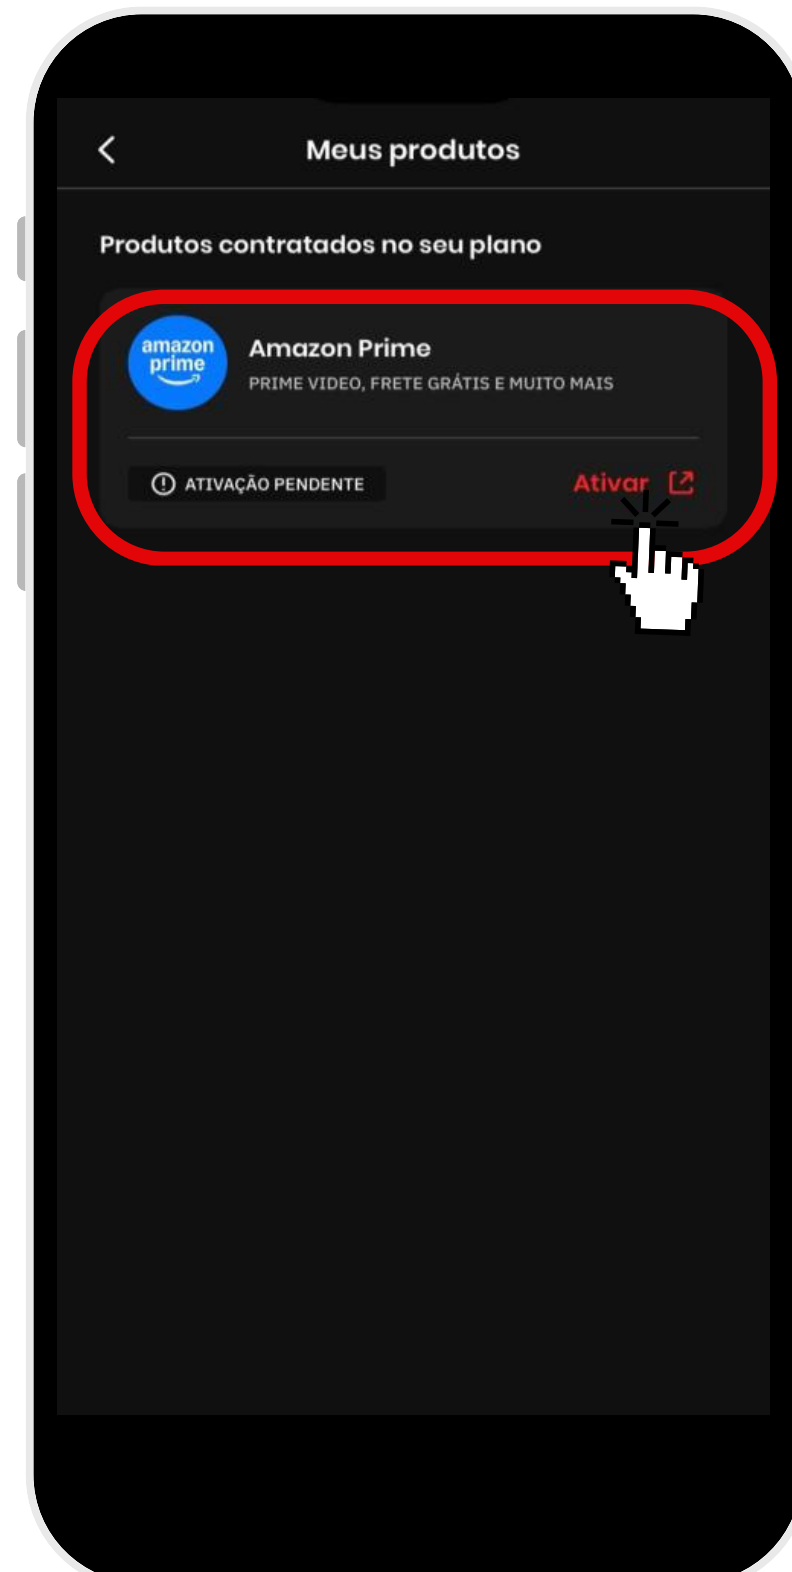 Meus produtos
Produtos contratados no seu plano
amazon
prime
Amazon Prime
PRIME VIDEO, FRETE GRÁTIS E MUITO MAIS
ATIVAÇÃO PENDENTE
Ativar